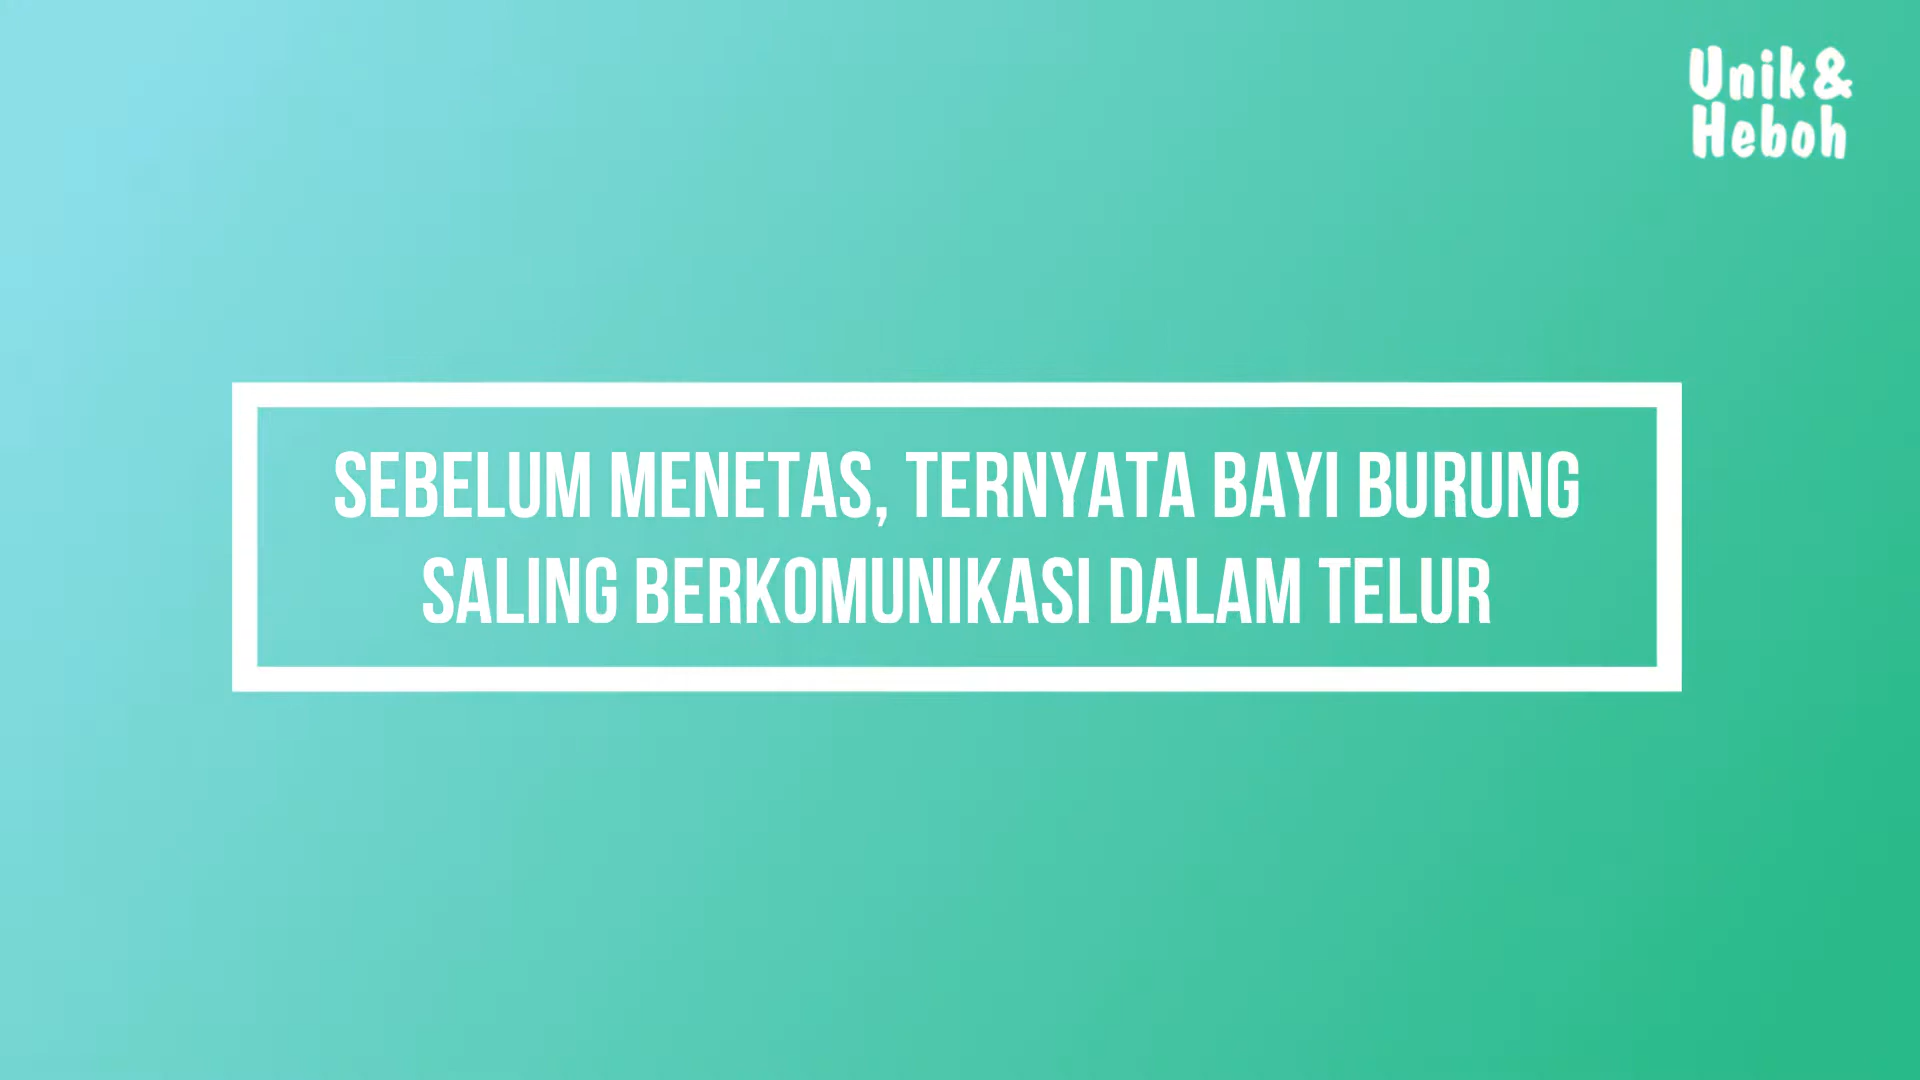 Unik&
Heboh
SEBELUM MENETAS, TERNYATA BAYI BURUNG
SALING BERKOMUNIKASI DALAM TELUR